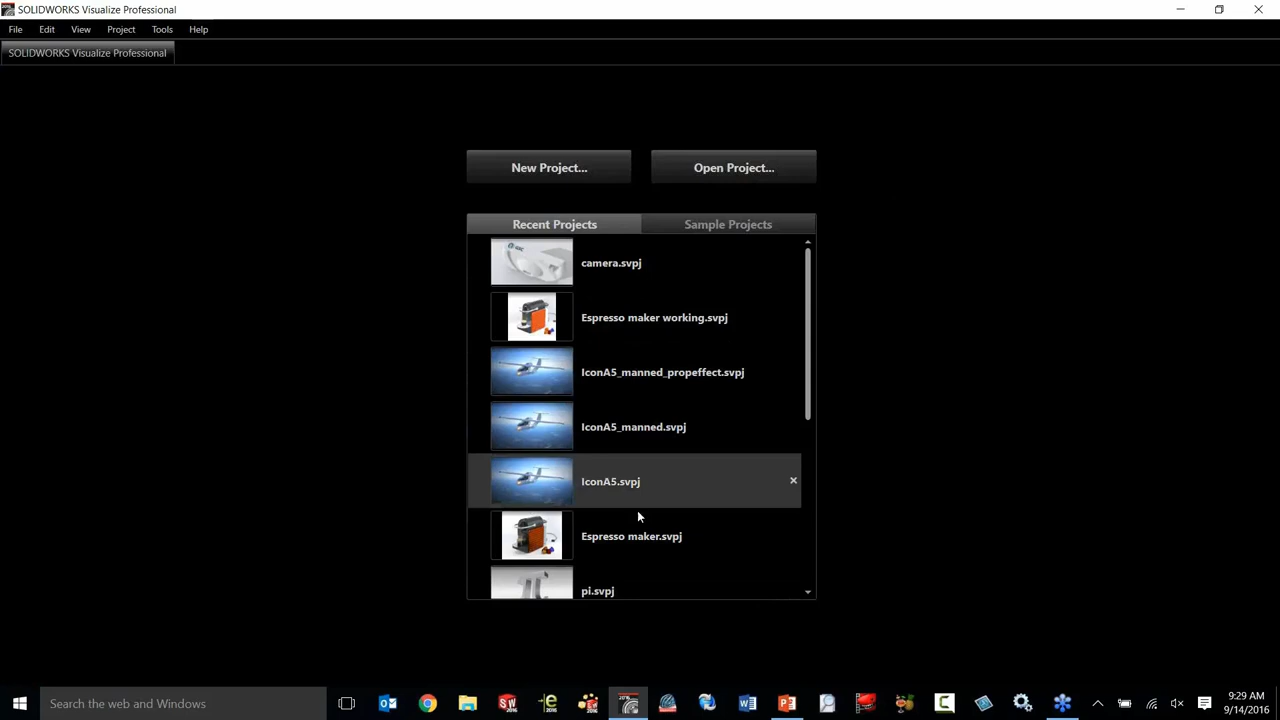 SOLIDWORKS Visualize Professional
File Edit View Project Tools Help
SOLIDWORKS Visualize Professional
New Project... Open Project...
Recent Projects Sample Projects
camera.svpj
Espresso maker working.svpj
IconA5_manned_propeffect.svpj
IconA5_manned.svpj
IconA5.svpj
Espresso maker.svpj
pi.svpj
Search the web and Windows
9:29 AM
9/14/2016